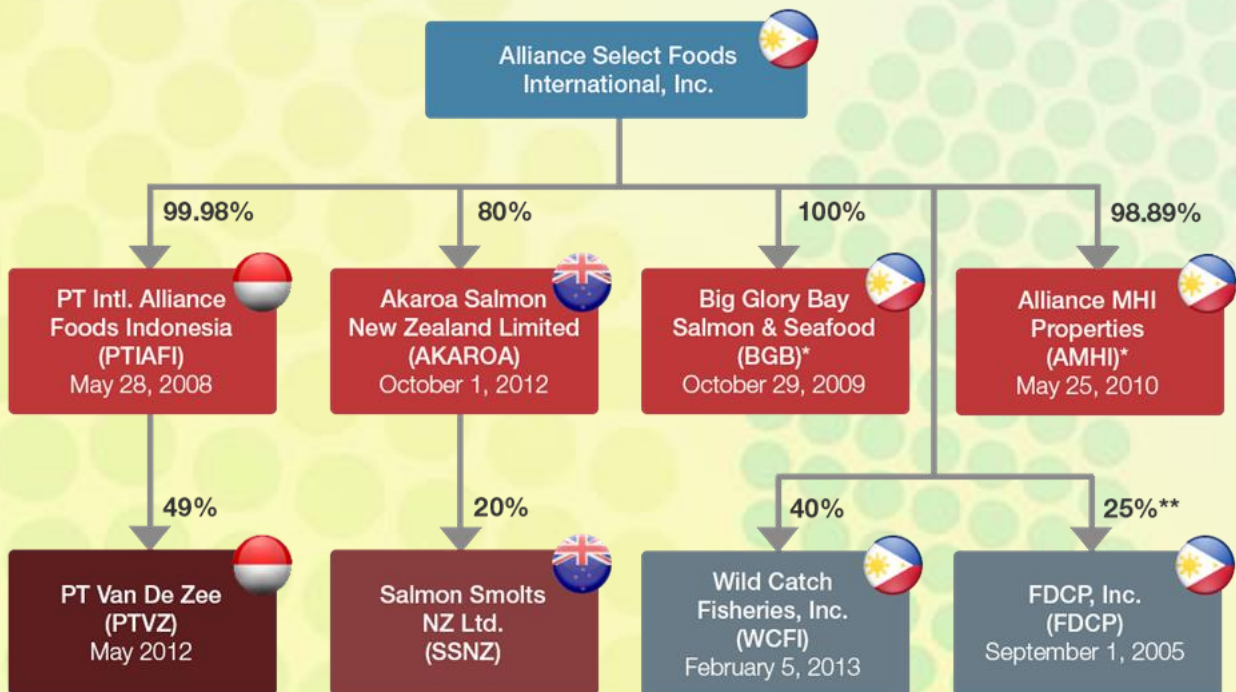 Alliance Select Foods
International, Inc.
99.98%
80%
100%
98.89%
PT Intl. Alliance
Foods Indonesia
(PTIAFI)
May 28, 2008
Akaroa Salmon
New Zealand Limited
(AKAROA)
October 1, 2012
Big Glory Bay
Salmon & Seafood
(BGB)*
October 29, 2009
Alliance MHI
Properties
(AMHI)*
May 25, 2010
49%
20%
40%
25%**
PT Van De Zee
(PTVZ)
May 2012
Salmon Smolts
NZ Ltd.
(SSNZ)
Wild Catch
Fisheries, Inc.
(WCFI)
February 5, 2013
FDCP, Inc.
(FDCP)
September 1, 2005